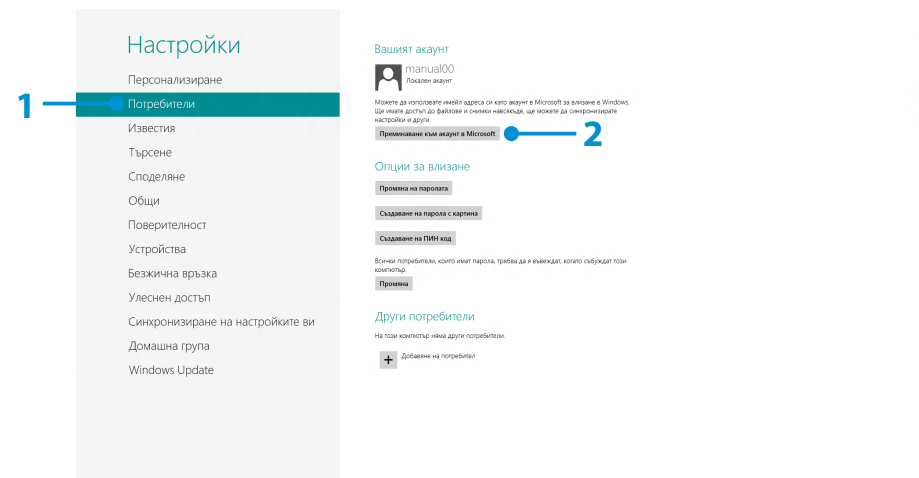 Настройки
Персонализиране
1
Потребители
Известия
Търсене
Споделяне
Общи
Поверителност
Устройства
Безжична връзка
Улеснен достъп
Синхронизиране на настройките ви
Домашна група
Windows Update
Вашият акаунт
manual00
Локален акаунт
Можете да използвате имейл адреса си като акаунт в Microsoft за влизане в Windows.
Ще имате достъп до файлове и снимки навсякъде, ще можете да синхронизирате
настройки и други.
Преминаване към акаунт в Microsoft
2
Опции за влизане
Промяна на паролата
Създаване на парола с картина
Създаване на ПИН код
Всички потребители, които имат парола, трябва да я въвеждат, когато събуждат този
компютър.
Промяна
Други потребители
На този компютър няма други потребители.
+ Добавяне на потребител